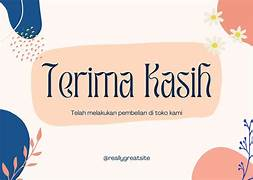 Terima Kasih
Telah melakukan pembelian di toko kami
@reallygreatsite